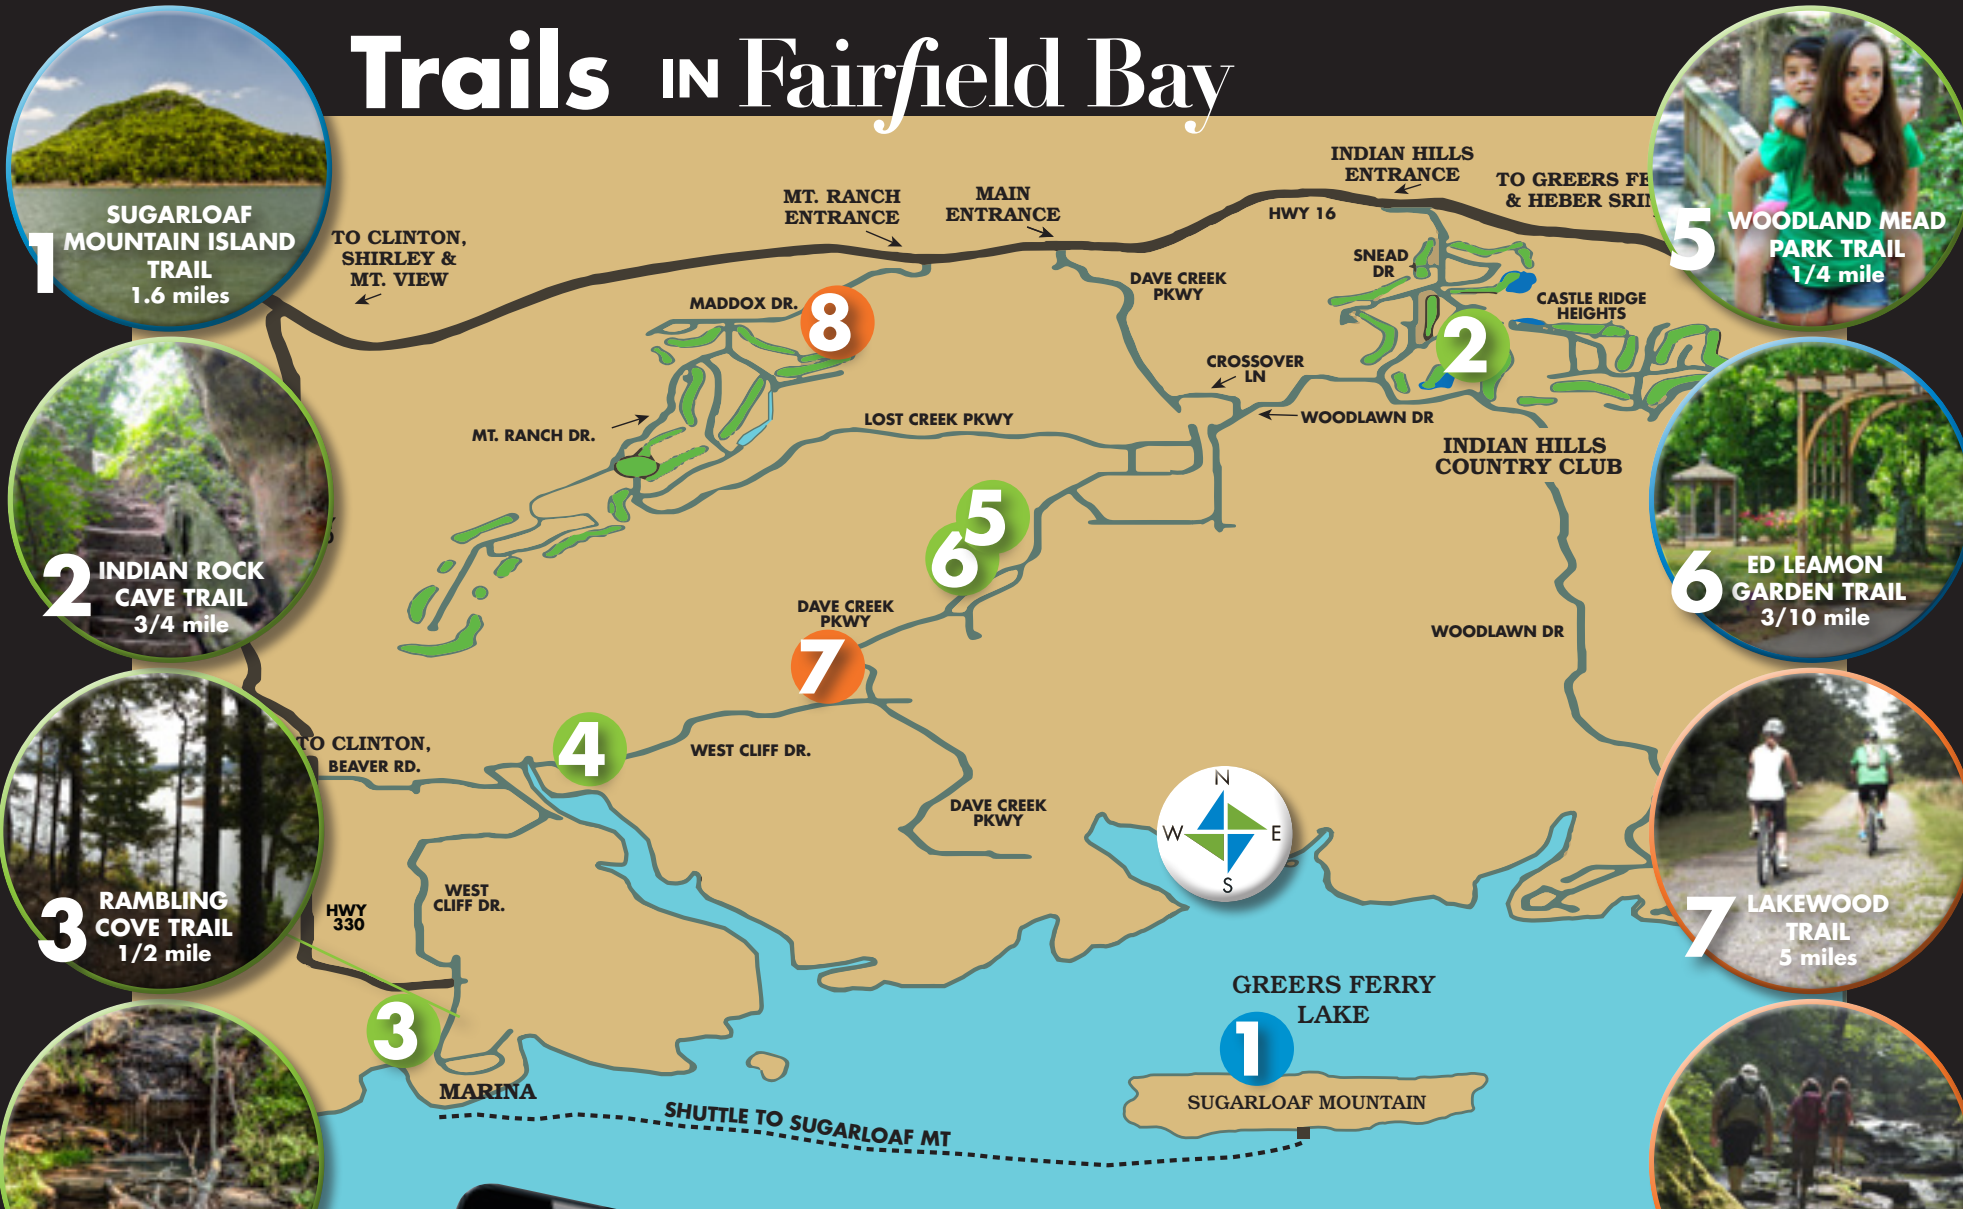 Trails IN Fairfield Bay
1
SUGARLOAF
MOUNTAIN ISLAND
TRAIL
1.6 miles
2
INDIAN ROCK
CAVE TRAIL
3/4 mile
3
RAMBLING
COVE TRAIL
1/2 mile
5
WOODLAND MEAD
PARK TRAIL
1/4 mile
6
ED LEAMON
GARDEN TRAIL
3/10 mile
7
LAKEWOOD
TRAIL
5 miles
TO CLINTON,
SHIRLEY &
MT. VIEW
MT. RANCH
ENTRANCE
MAIN
ENTRANCE
INDIAN HILLS
ENTRANCE
TO GREERS FE
& HEBER SRIN
HWY 16
SNEAD
DR
DAVE CREEK
PKWY
CASTLE RIDGE
HEIGHTS
MADDOX DR.
8
2
CROSSOVER
LN
WOODLAWN DR
LOST CREEK PKWY
MT. RANCH DR.
INDIAN HILLS
COUNTRY CLUB
5
6
DAVE CREEK
PKWY
7
WOODLAWN DR
4
WEST CLIFF DR.
TO CLINTON,
BEAVER RD.
DAVE CREEK
PKWY
N
W
E
S
WEST
CLIFF DR.
HWY
330
3
MARINA
GREERS FERRY
LAKE
1
SUGARLOAF MOUNTAIN
SHUTTLE TO SUGARLOAF MT